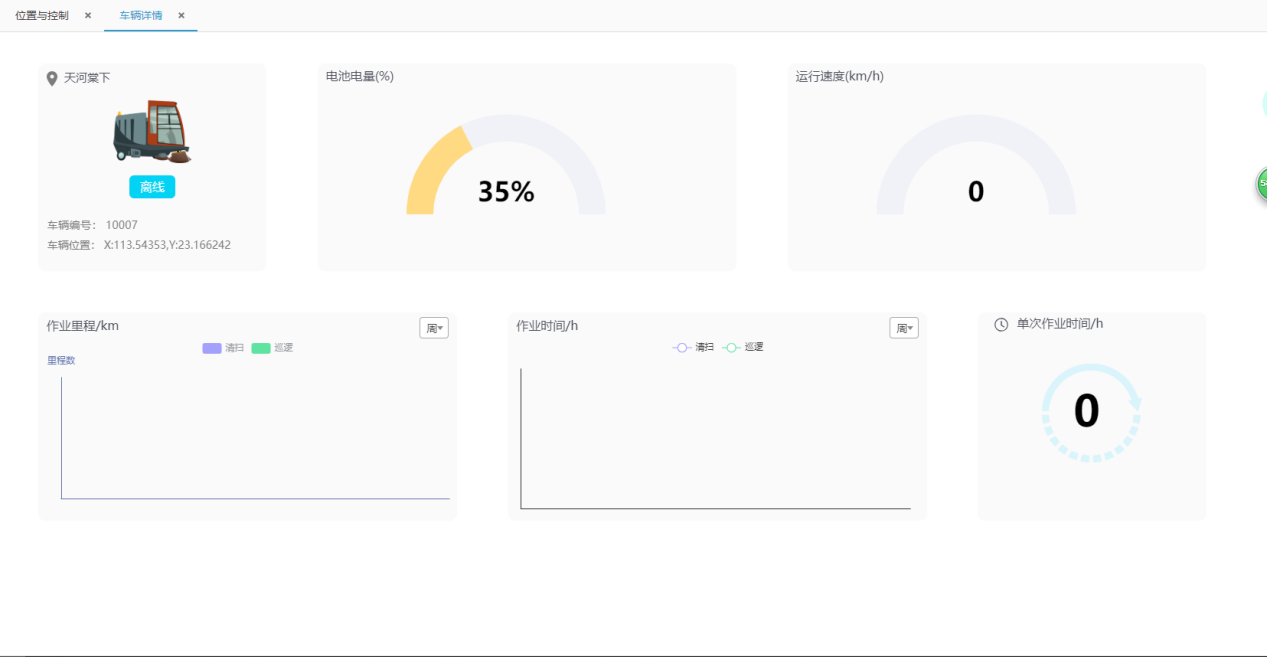 位置与控制 × 车辆详情 ×
天河棠下
离线
车辆编号： 10007
车辆位置： X:113.54353,Y:23.166242
电池电量(%)
35%
运行速度(km/h)
0
作业里程/km
周
清扫 巡逻
里程数
作业时间/h
周
清扫 巡逻
单次作业时间/h
0